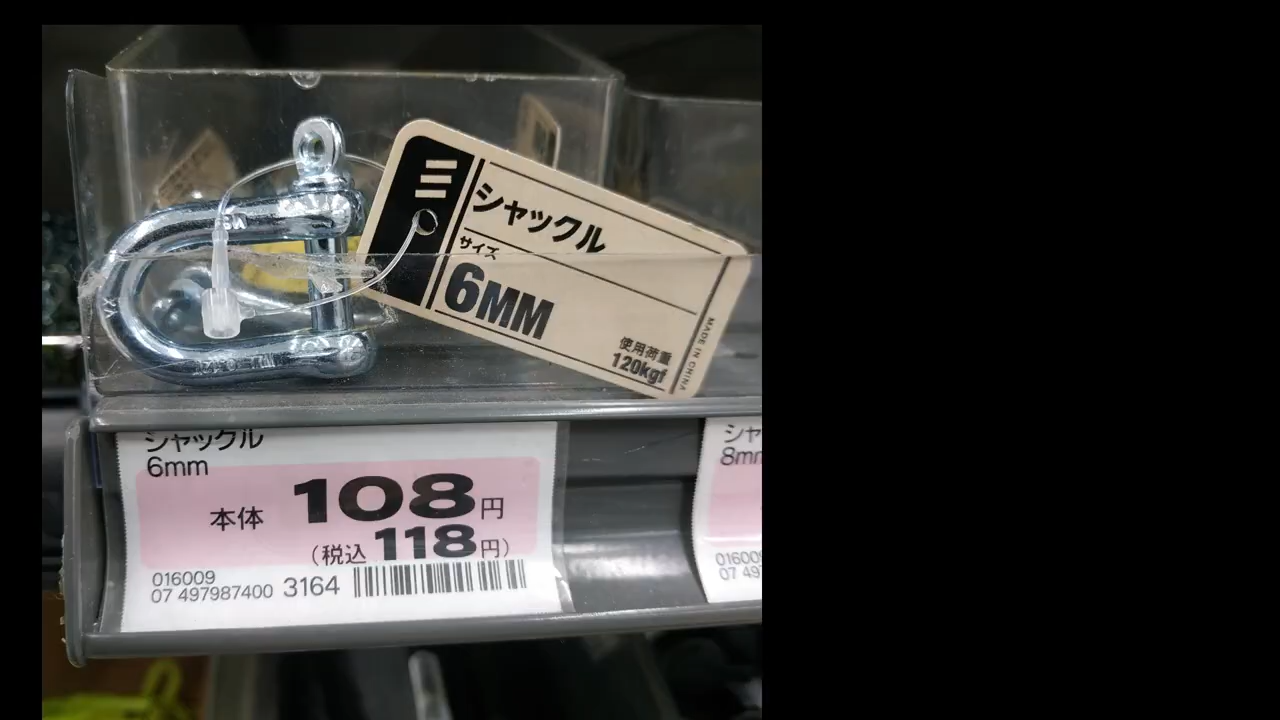 シャックル
サイズ
6MM
使用荷重
120kgf
MADE IN CHINA
シャックル
6mm
本体 108円
(税込 118円)
016009
07 497987400 3164
シャ
8mm
016009
07 497